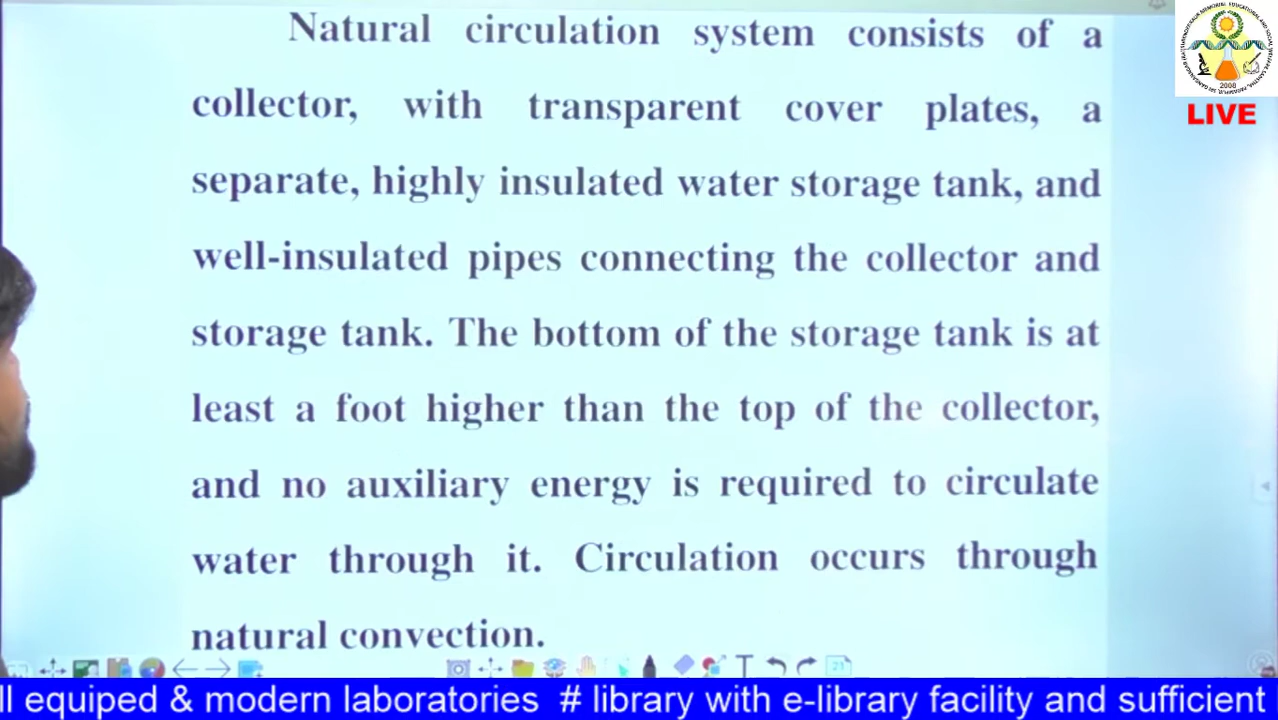 Natural circulation system consists of a
collector, with transparent cover plates, a
separate, highly insulated water storage tank, and
well-insulated pipes connecting the collector and
storage tank. The bottom of the storage tank is at
least a foot higher than the top of the collector,
and no auxiliary energy is required to circulate
water through it. Circulation occurs through
natural convection.
2008
LIVE
21
ll equiped & modern laboratories # library with e-library facility and sufficient